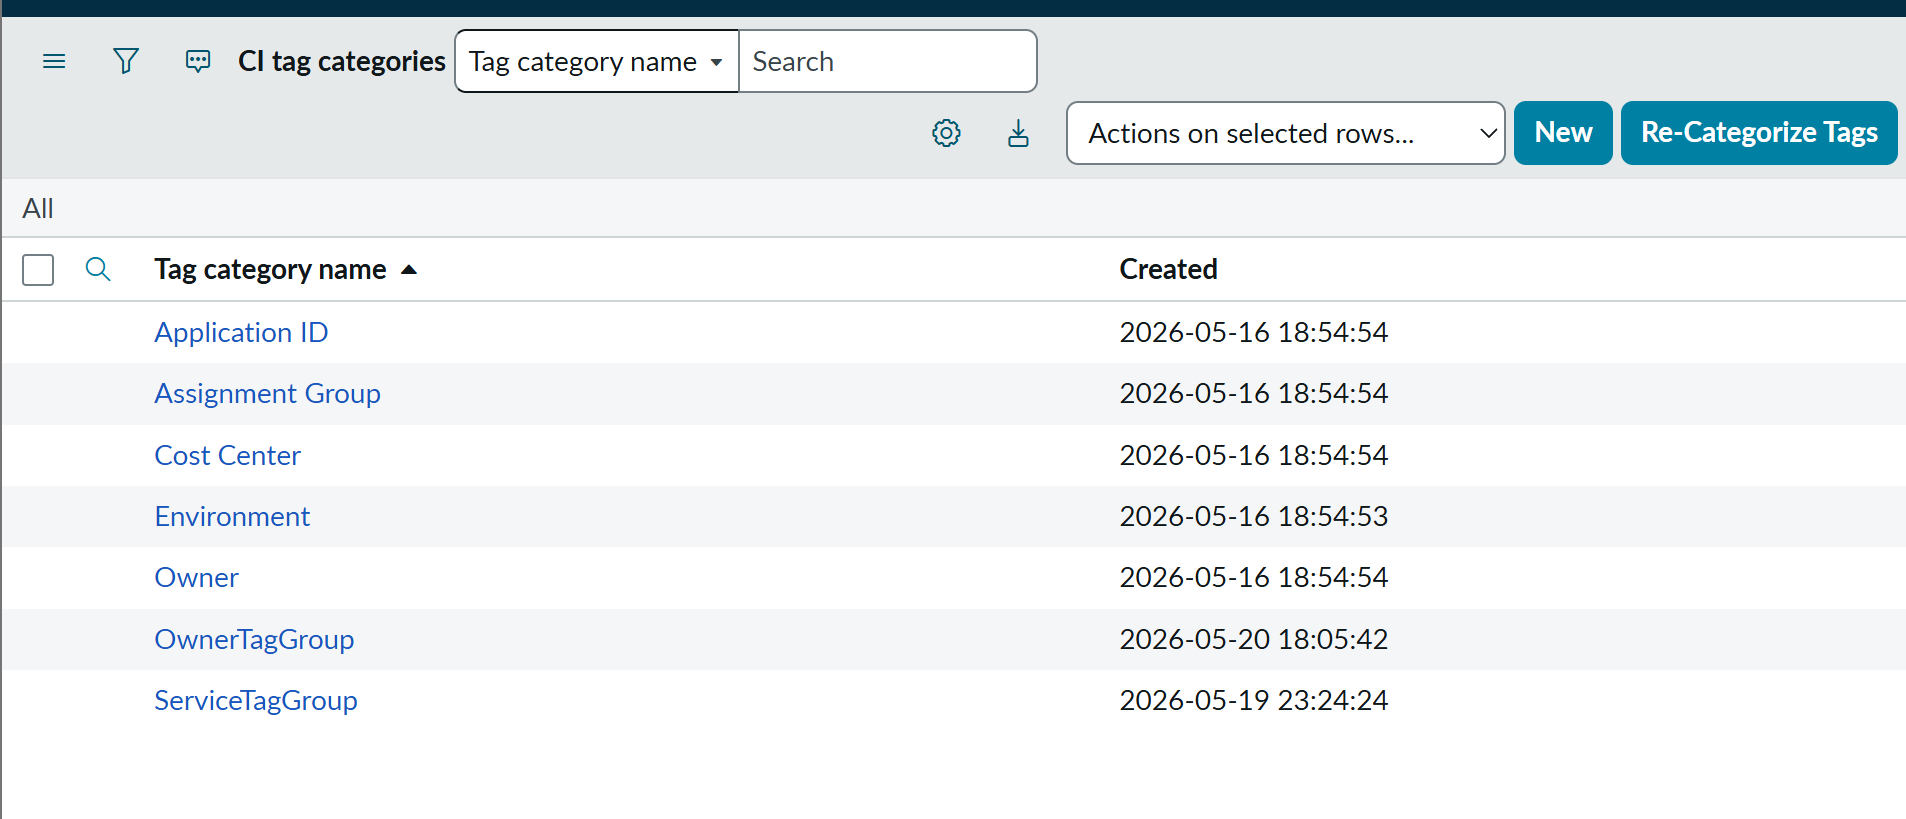 CI tag categories Tag category name Search
Actions on selected rows... New Re-Categorize Tags
All
Tag category name Created
Application ID 2026-05-16 18:54:54
Assignment Group 2026-05-16 18:54:54
Cost Center 2026-05-16 18:54:54
Environment 2026-05-16 18:54:53
Owner 2026-05-16 18:54:54
OwnerTagGroup 2026-05-20 18:05:42
ServiceTagGroup 2026-05-19 23:24:24